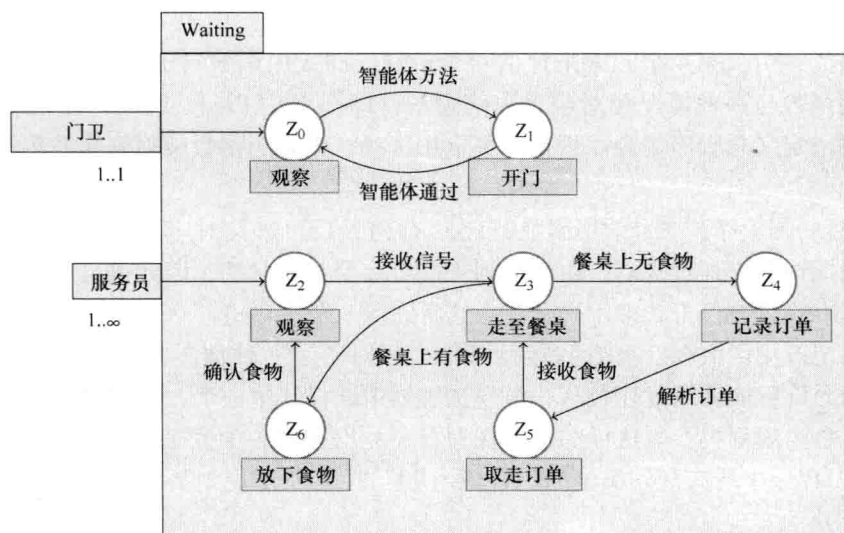 Waiting
智能体方法
门卫
Z0
Z1
1..1
观察
开门
智能体通过
服务员
Z2
接收信号
Z3
餐桌上无食物
Z4
1..∞
观察
走至餐桌
记录订单
确认食物
餐桌上有食物
接收食物
解析订单
Z6
Z5
放下食物
取走订单